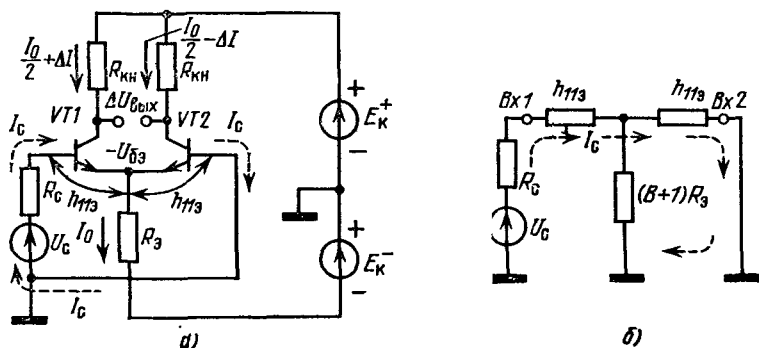 I₀/2 + ΔI
I₀/2 − ΔI
Rкн
Rкн
ΔUвых
VT1
VT2
Iс
Iс
−Uбэ
Rс
h11э
h11э
Uс
I₀
Rэ
Iс
+
Eк⁺
−
+
Eк⁻
−
а)
Вх1
h11э
h11э
Вх2
Iс
Rс
(В+1)Rэ
Uс
б)